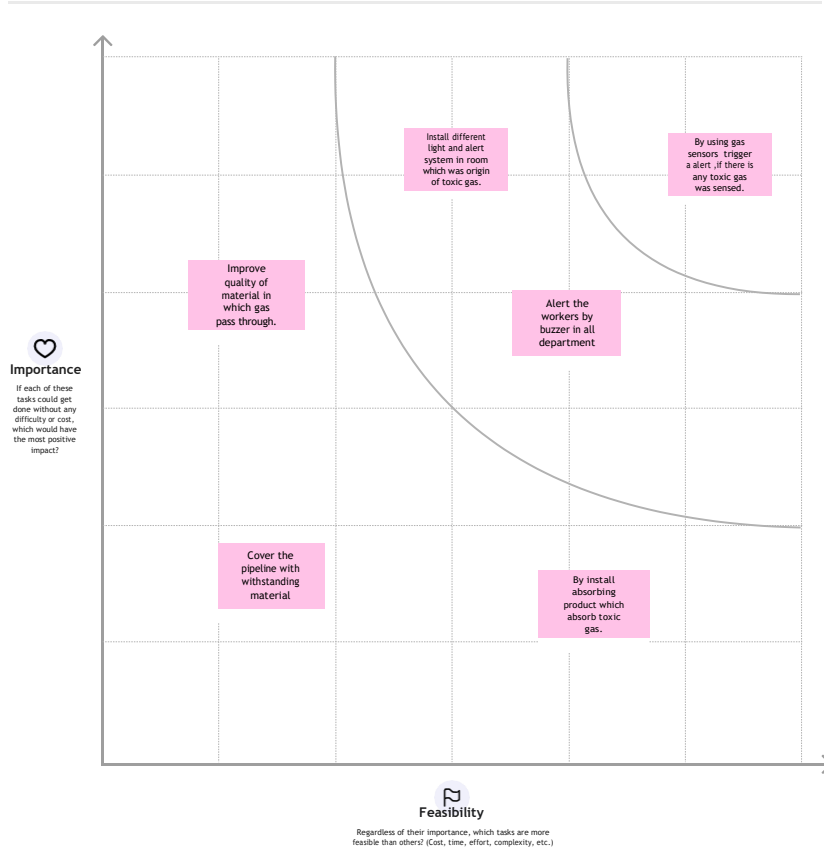 Install different
light and alert
system in room
which was origin
of toxic gas.
By using gas
sensors trigger
a alert ,if there is
any toxic gas
was sensed.
Improve
quality of
material in
which gas
pass through.
Alert the
workers by
buzzer in all
department
Importance
If each of these
tasks could get
done without any
difficulty or cost,
which would have
the most positive
impact?
Cover the
pipeline with
withstanding
material
By install
absorbing
product which
absorb toxic
gas.
Feasibility
Regardless of their importance, which tasks are more
feasible than others? (Cost, time, effort, complexity, etc.)